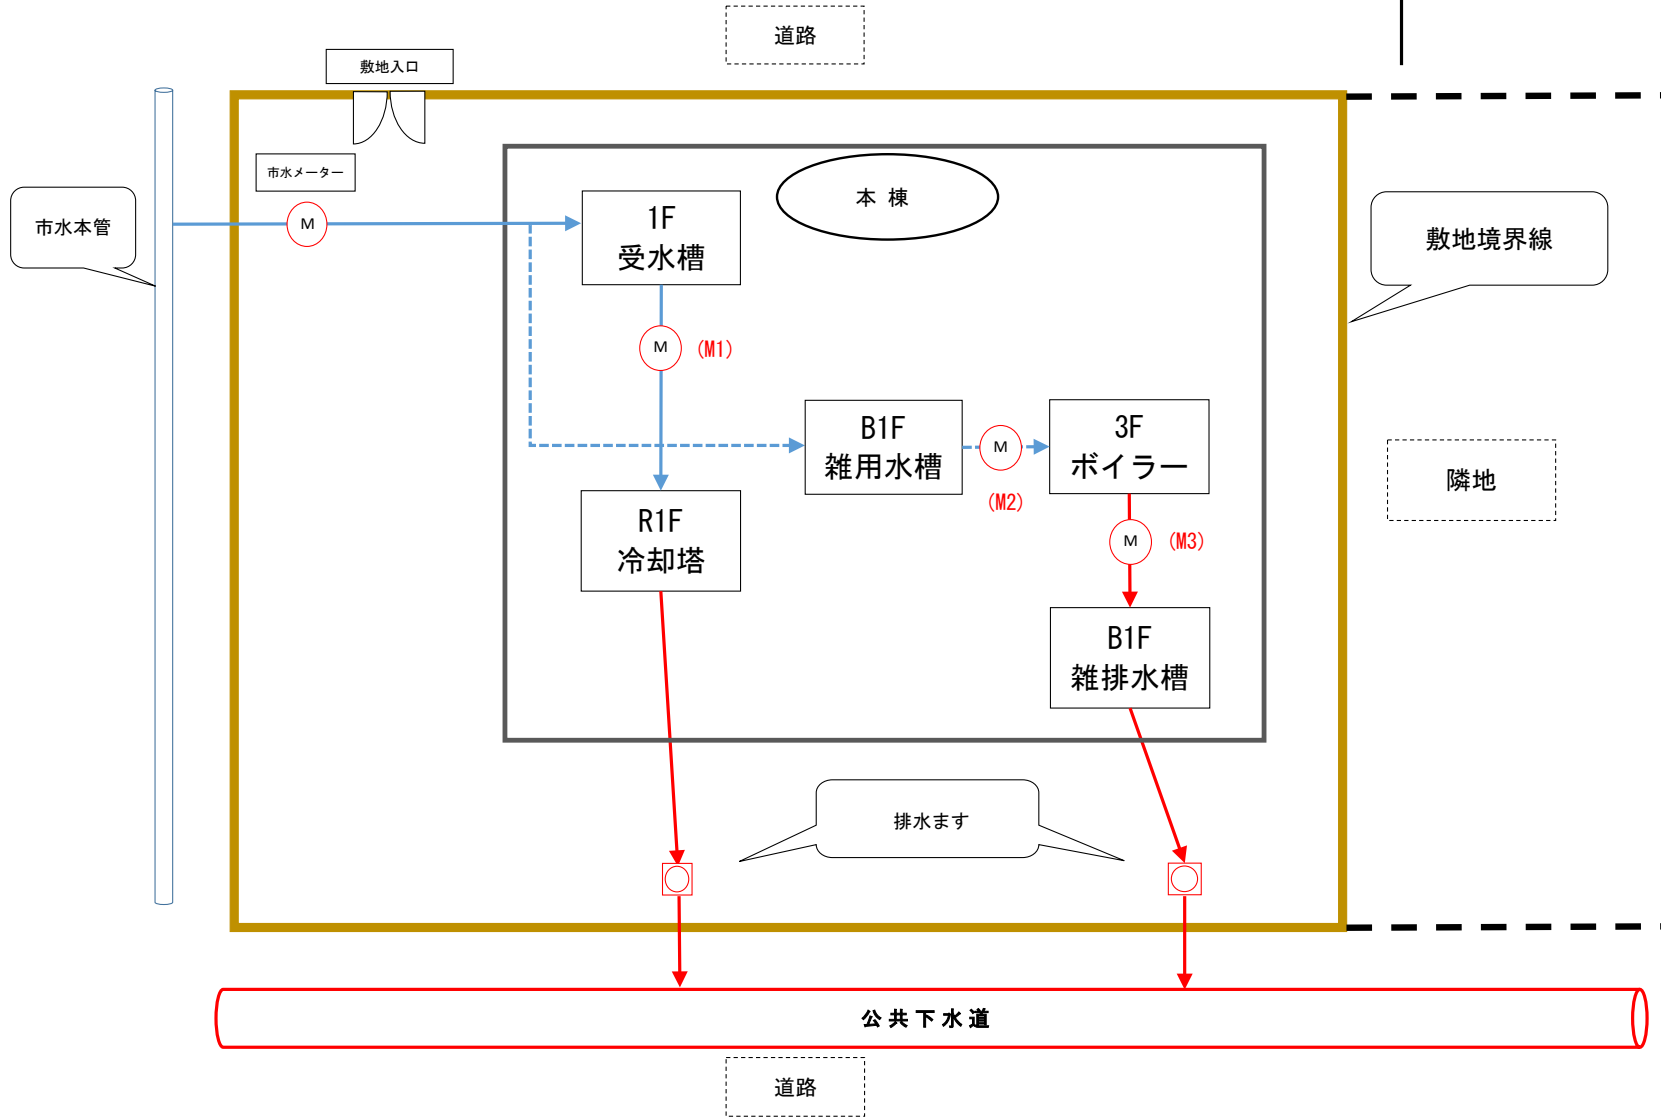 道路
敷地入口
市水メーター
市水本管
M
1F
受水槽
本 棟
敷地境界線
M
(M1)
B1F
雑用水槽
M
(M2)
3F
ボイラー
隣地
R1F
冷却塔
M
(M3)
B1F
雑排水槽
排水ます
公共下水道
道路